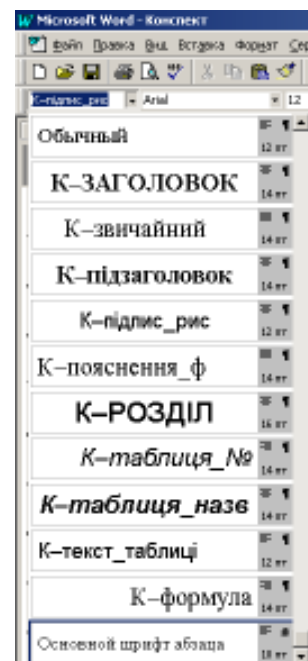 Microsoft Word - Конспект
Файл Правка Вид Вставка Формат Сер
К-підпис_рис Arial 12
Обычный 12 пт
К–ЗАГОЛОВОК 14 пт
К–звичайний 14 пт
К–підзаголовок 14 пт
К–підпис_рис 12 пт
К–пояснення_ф 14 пт
К–РОЗДІЛ 16 пт
К–таблиця_№ 14 пт
К–таблиця_назв 14 пт
К–текст_таблиці 12 пт
К–формула 14 пт
Основной шрифт абзаца 10 пт